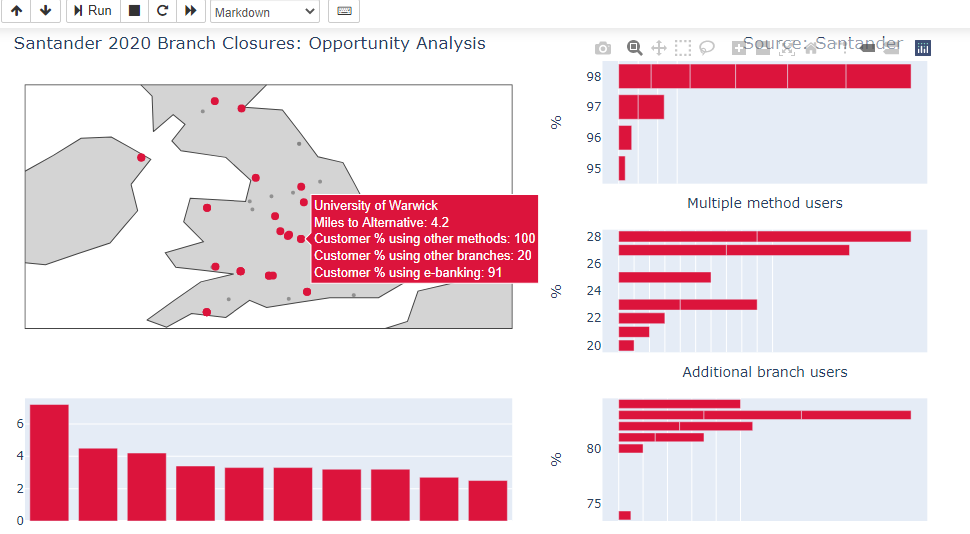 Run
Markdown
Santander 2020 Branch Closures: Opportunity Analysis
Source: Santander
98
97
96
95
%
Multiple method users
University of Warwick
Miles to Alternative: 4.2
Customer % using other methods: 100
Customer % using other branches: 20
Customer % using e-banking: 91
28
26
24
22
20
%
Additional branch users
6
4
2
0
80
75
%